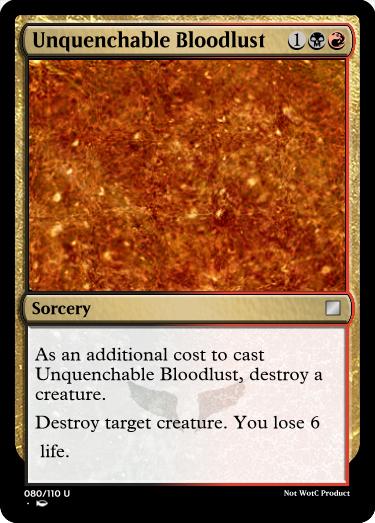 Unquenchable Bloodlust 1
Sorcery
As an additional cost to cast
Unquenchable Bloodlust, destroy a
creature.
Destroy target creature. You lose 6
life.
080/110 U
Not WotC Product